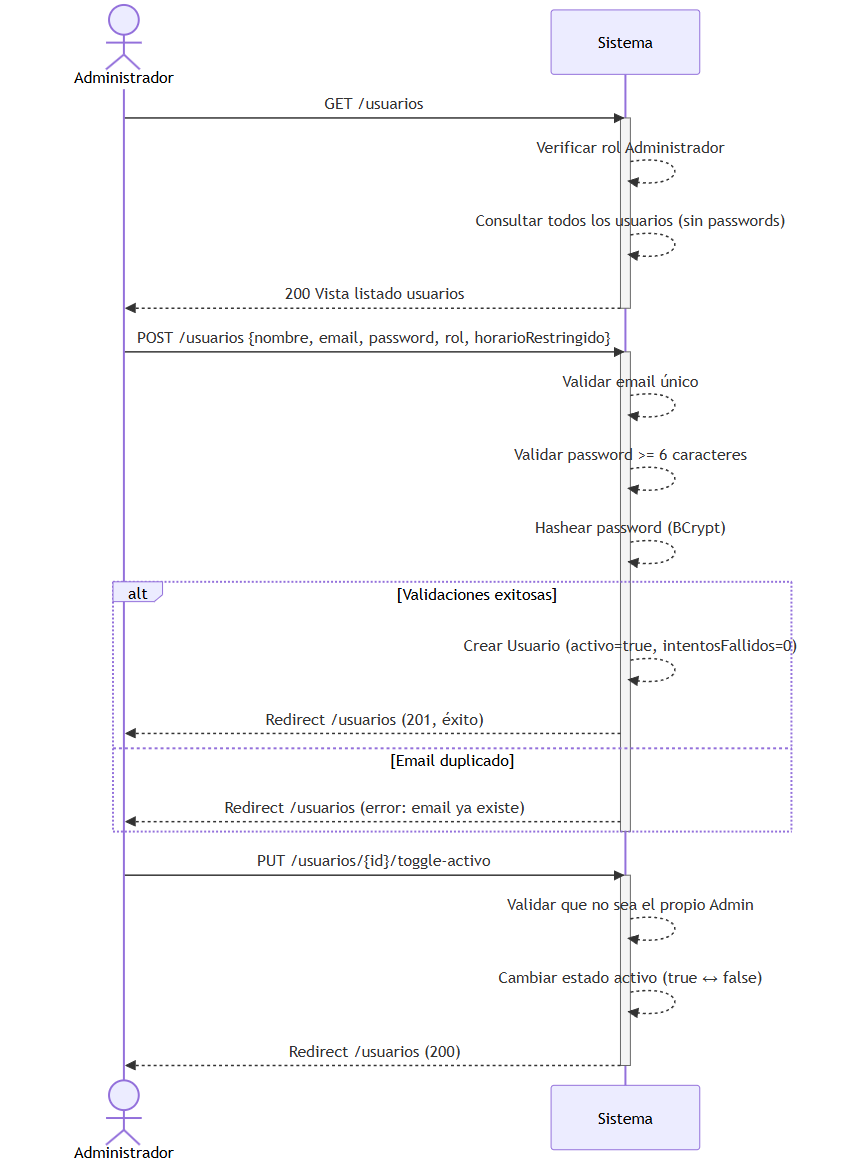 Administrador
Sistema
GET /usuarios
Verificar rol Administrador
Consultar todos los usuarios (sin passwords)
200 Vista listado usuarios
POST /usuarios {nombre, email, password, rol, horarioRestringido}
Validar email único
Validar password >= 6 caracteres
Hashear password (BCrypt)
alt
[Validaciones exitosas]
Crear Usuario (activo=true, intentosFallidos=0)
Redirect /usuarios (201, éxito)
[Email duplicado]
Redirect /usuarios (error: email ya existe)
PUT /usuarios/{id}/toggle-activo
Validar que no sea el propio Admin
Cambiar estado activo (true ↔ false)
Redirect /usuarios (200)
Administrador
Sistema